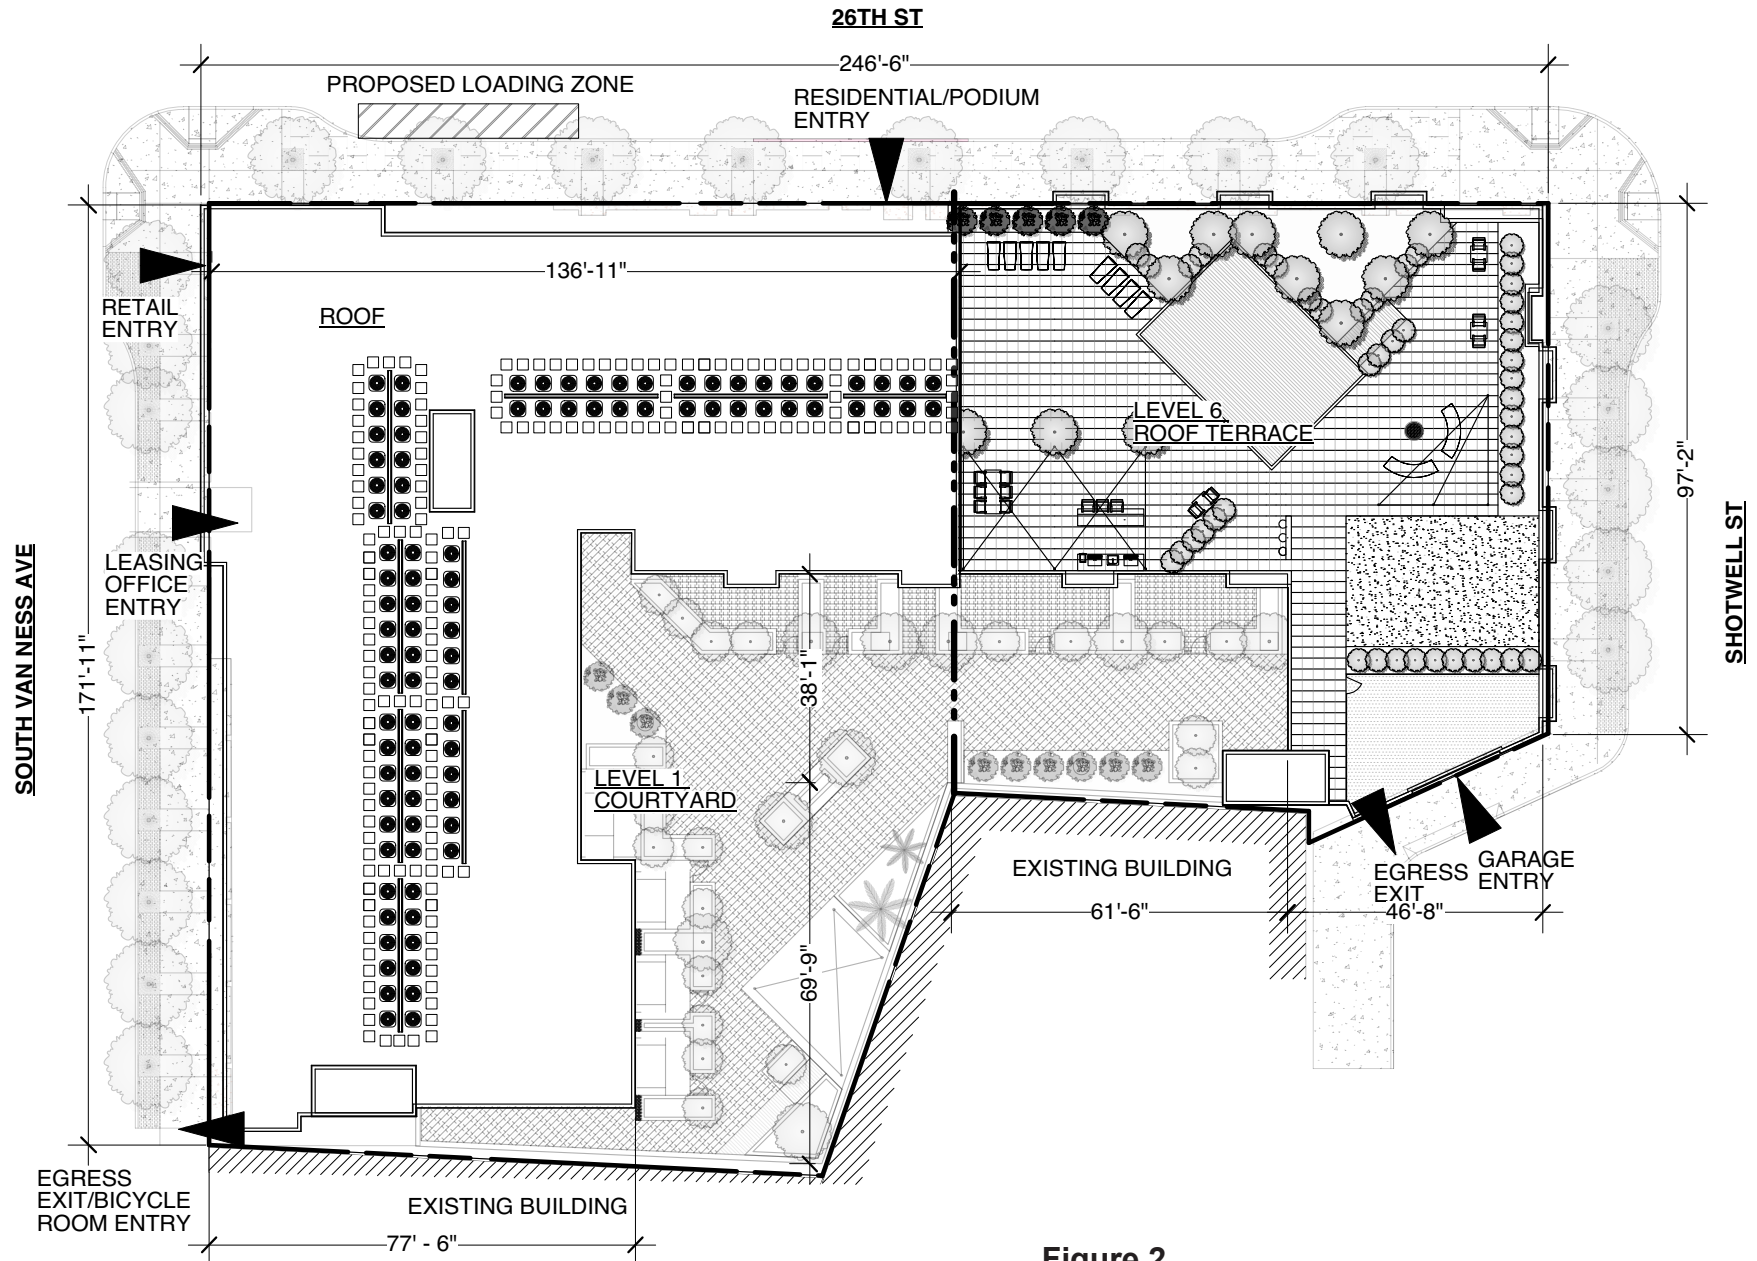 26TH ST
246'-6"
PROPOSED LOADING ZONE
RESIDENTIAL/PODIUM
ENTRY
136'-11"
RETAIL
ENTRY
ROOF
LEVEL 6
ROOF TERRACE
97'-2"
SHOTWELL ST
LEASING
OFFICE
ENTRY
SOUTH VAN NESS AVE
171'-11"
38'-1"
LEVEL 1
COURTYARD
EXISTING BUILDING
EGRESS
EXIT
GARAGE
ENTRY
61'-6"
46'-8"
69'-9"
EGRESS
EXIT/BICYCLE
ROOM ENTRY
EXISTING BUILDING
77' - 6"
Figure 2